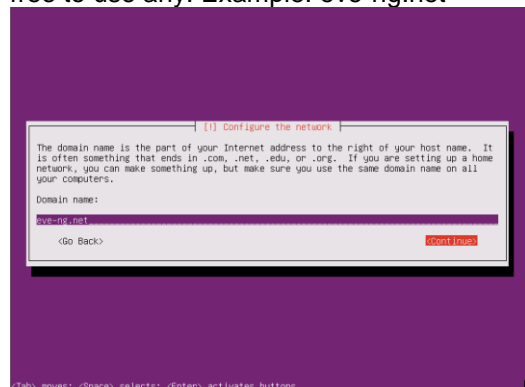 free to use any. Example: eve-ng.net
[!] Configure the network
The domain name is the part of your Internet address to the right of your host name.  It
is often something that ends in .com, .net, .edu, or .org.  If you are setting up a home
network, you can make something up, but make sure you use the same domain name on all
your computers.
Domain name:
eve-ng.net
<Go Back>
<Continue>
<Tab> moves; <Space> selects; <Enter> activates buttons